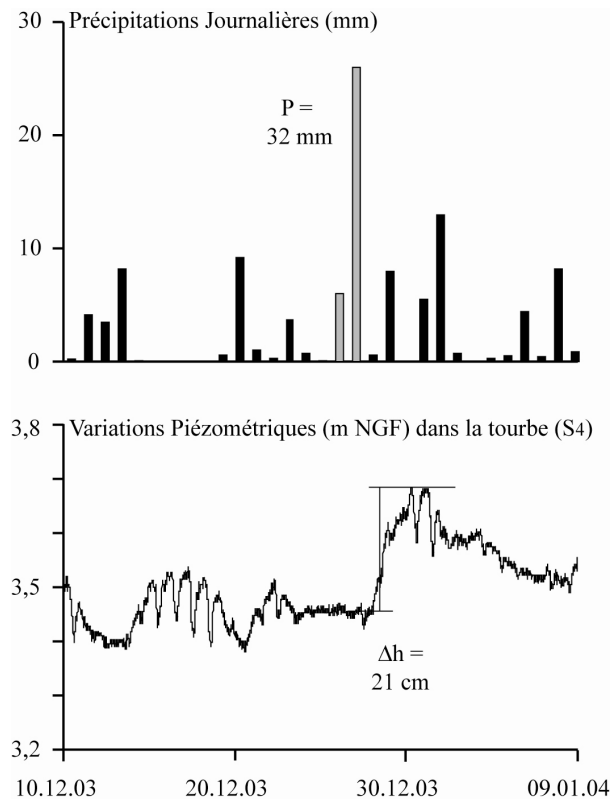 Précipitations Journalières (mm)
30
20
10
0
P =
32 mm
Variations Piézométriques (m NGF) dans la tourbe (S4)
3,8
3,5
3,2
Δh =
21 cm
10.12.03 20.12.03 30.12.03 09.01.04